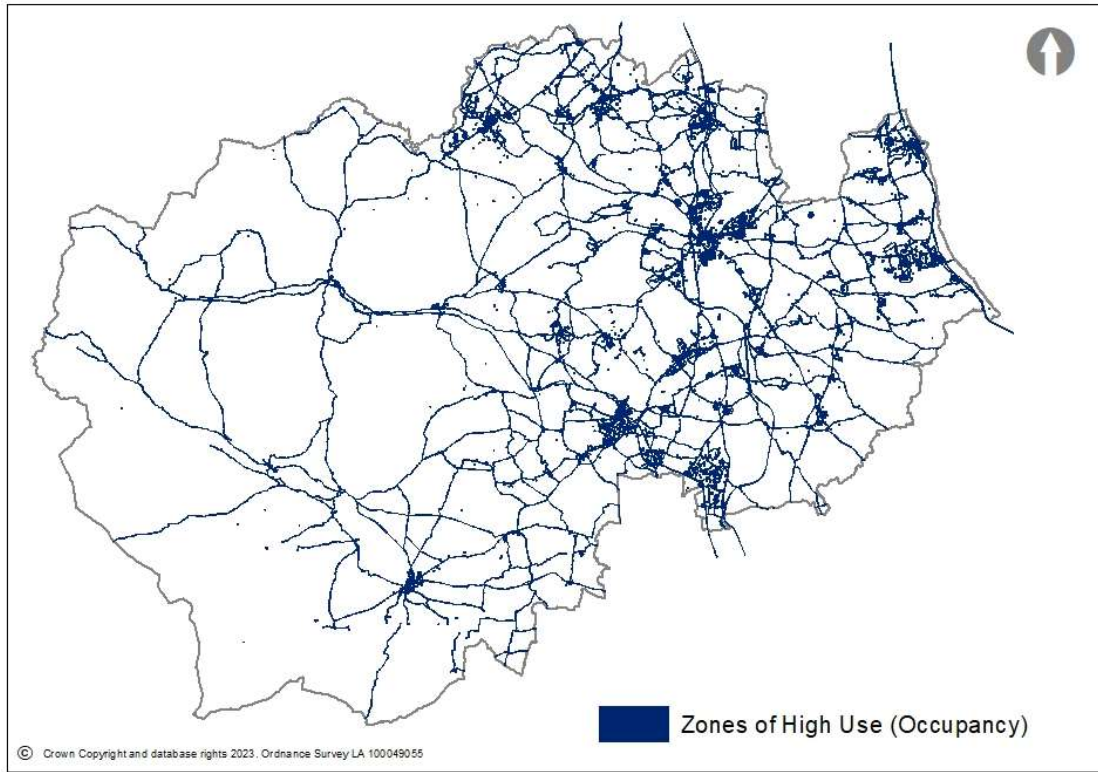 Zones of High Use (Occupancy)
© Crown Copyright and database rights 2023. Ordnance Survey LA 100049055